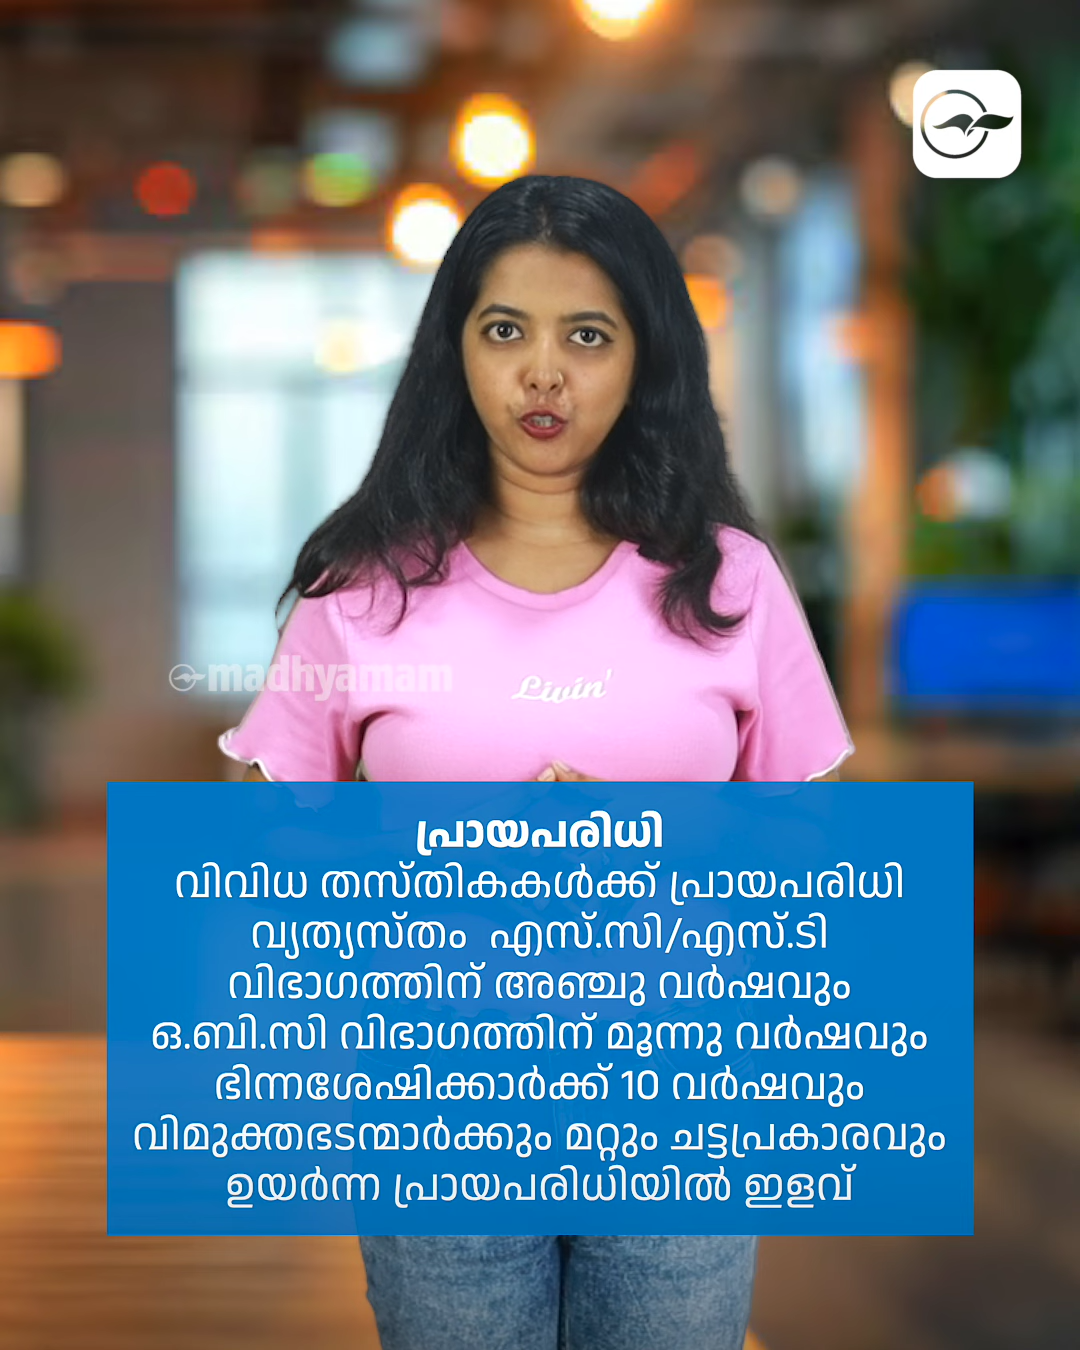 madhyamam
Livin'
പ്രായപരിധി
വിവിധ തസ്തികകൾക്ക് പ്രായപരിധി
വ്യത്യസ്തം എസ്.സി/എസ്.ടി
വിഭാഗത്തിന് അഞ്ചു വർഷവും
ഒ.ബി.സി വിഭാഗത്തിന് മൂന്നു വർഷവും
ഭിന്നശേഷിക്കാർക്ക് 10 വർഷവും
വിമുക്തഭടന്മാർക്കും മറ്റും ചട്ടപ്രകാരവും
ഉയർന്ന പ്രായപരിധിയിൽ ഇളവ്